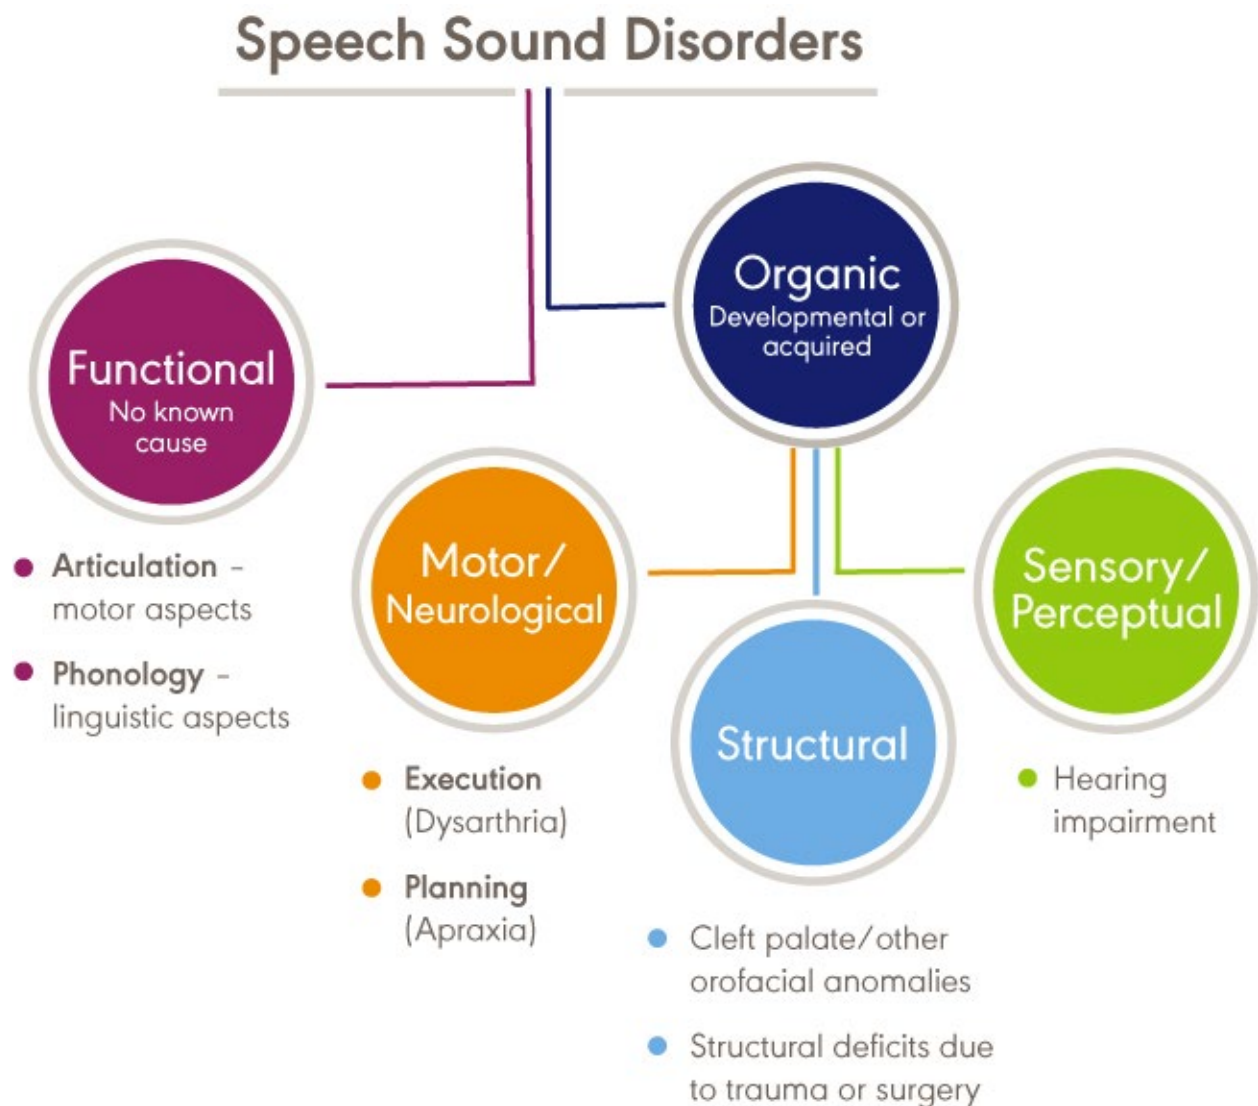 Speech Sound Disorders
Organic
Developmental or
acquired
Functional
No known
cause
Articulation –
motor aspects
Phonology –
linguistic aspects
Motor/
Neurological
Execution
(Dysarthria)
Planning
(Apraxia)
Structural
Cleft palate/other
orofacial anomalies
Structural deficits due
to trauma or surgery
Sensory/
Perceptual
Hearing
impairment